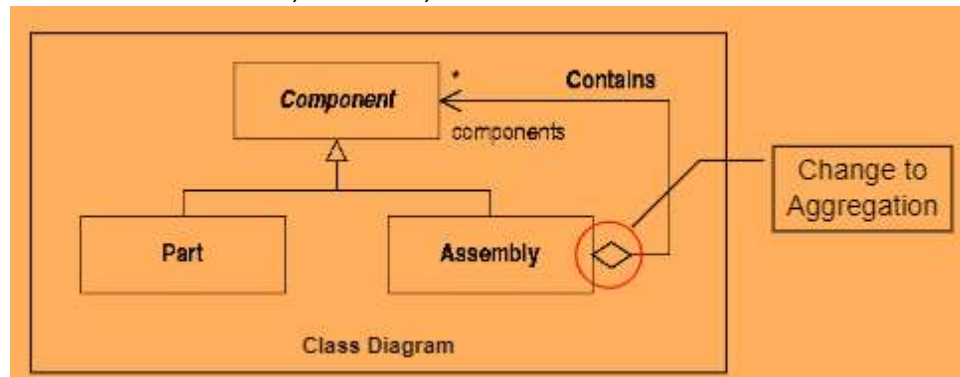 *
Contains
Component
components
Change to
Aggregation
Part
Assembly
Class Diagram